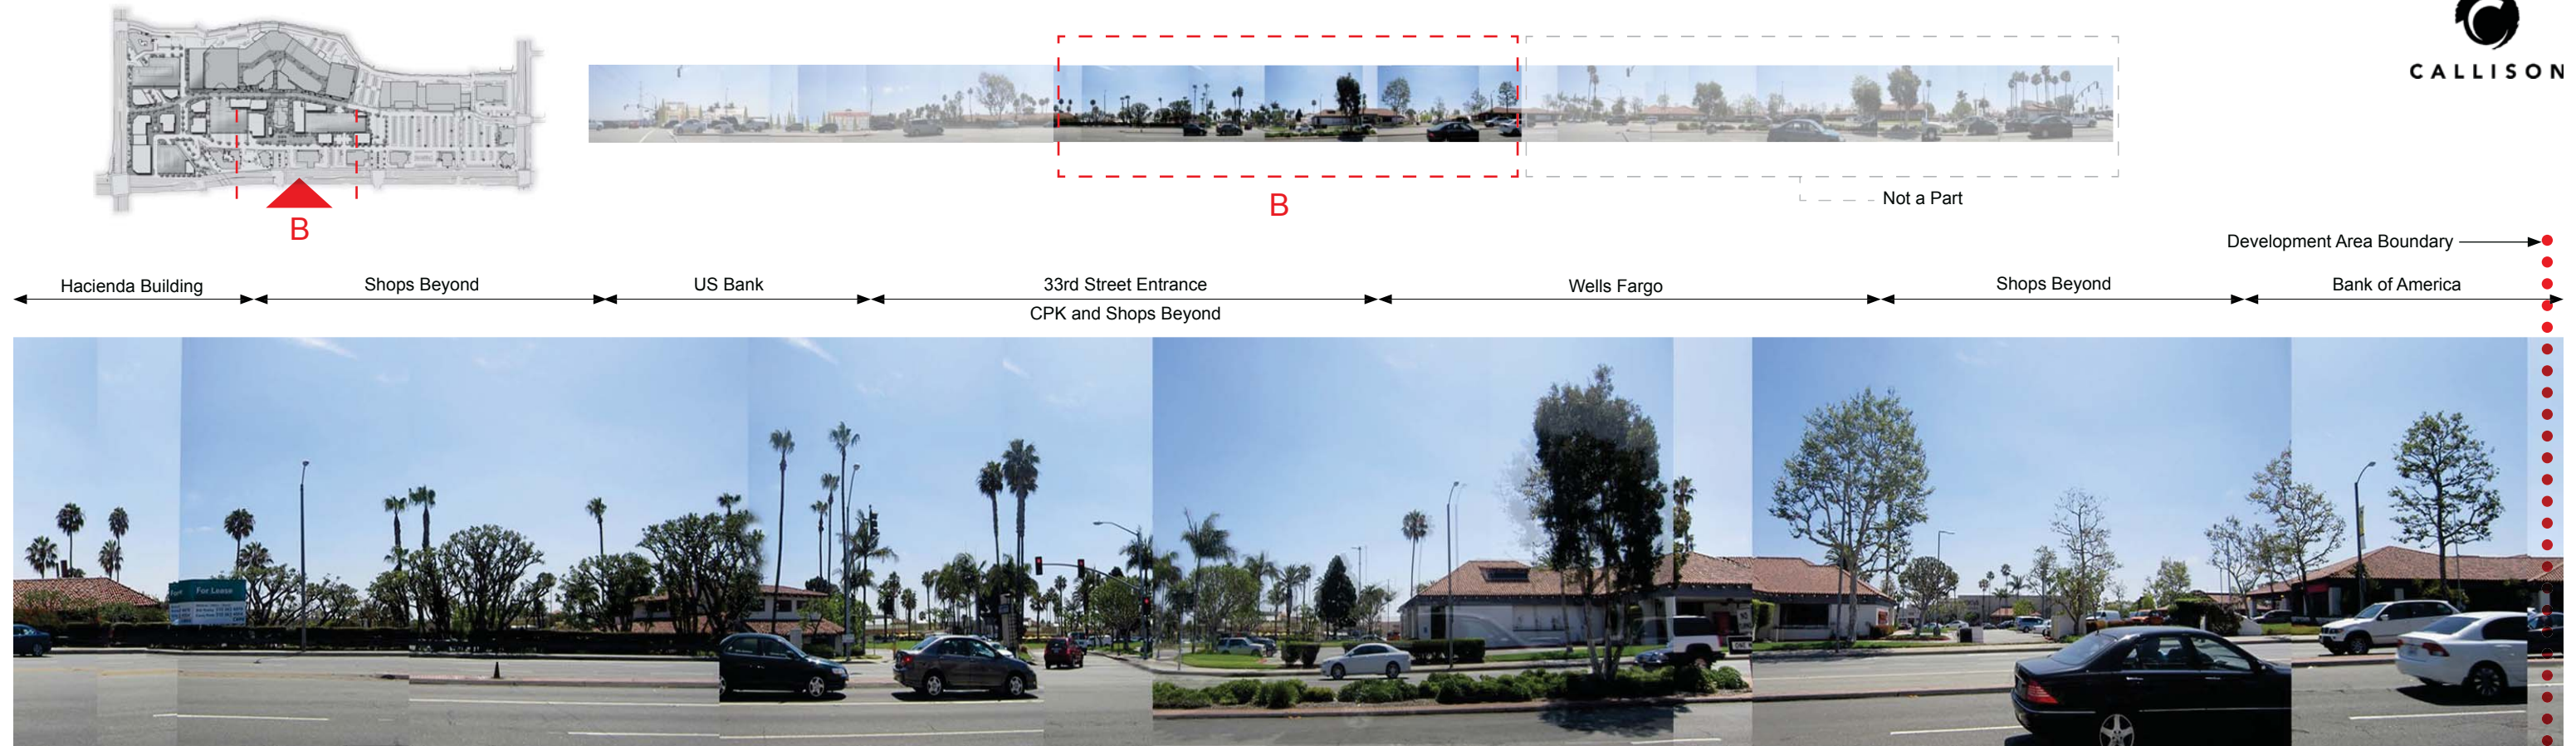 CALLISON
B
B
Not a Part
Development Area Boundary
Hacienda Building
Shops Beyond
US Bank
33rd Street Entrance
CPK and Shops Beyond
Wells Fargo
Shops Beyond
Bank of America
For Lease